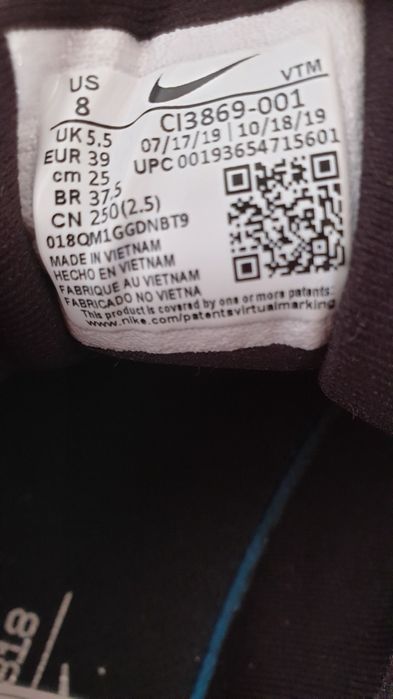 US
8
VTM
CI3869-001
07/17/19 | 10/18/19
UPC 00193654715601
UK 5.5
EUR 39
cm 25
BR 37,5
CN 250(2.5)
018QM1GGDNBT9
MADE IN VIETNAM
HECHO EN VIETNAM
FABRIQUE AU VIETNAM
FABRICADO NO VIETNA
This product is covered by one or more patents:
www.nike.com/patentsvirtualmarking